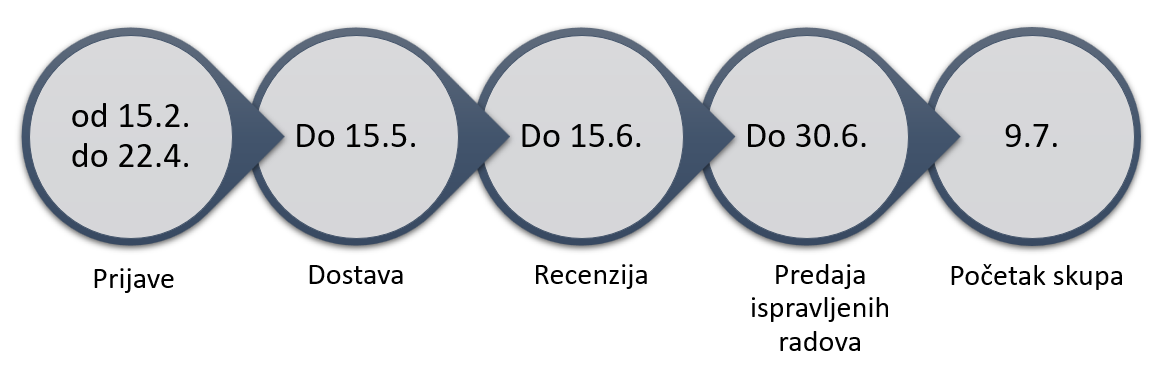 od 15.2.
do 22.4.
Do 15.5.
Do 15.6.
Do 30.6.
9.7.
Prijave
Dostava
Recenzija
Predaja
ispravljenih
radova
Početak skupa